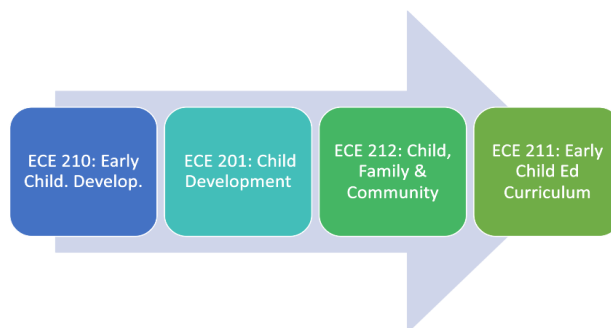 ECE 210: Early
Child. Develop.
ECE 201: Child
Development
ECE 212: Child,
Family &
Community
ECE 211: Early
Child Ed
Curriculum